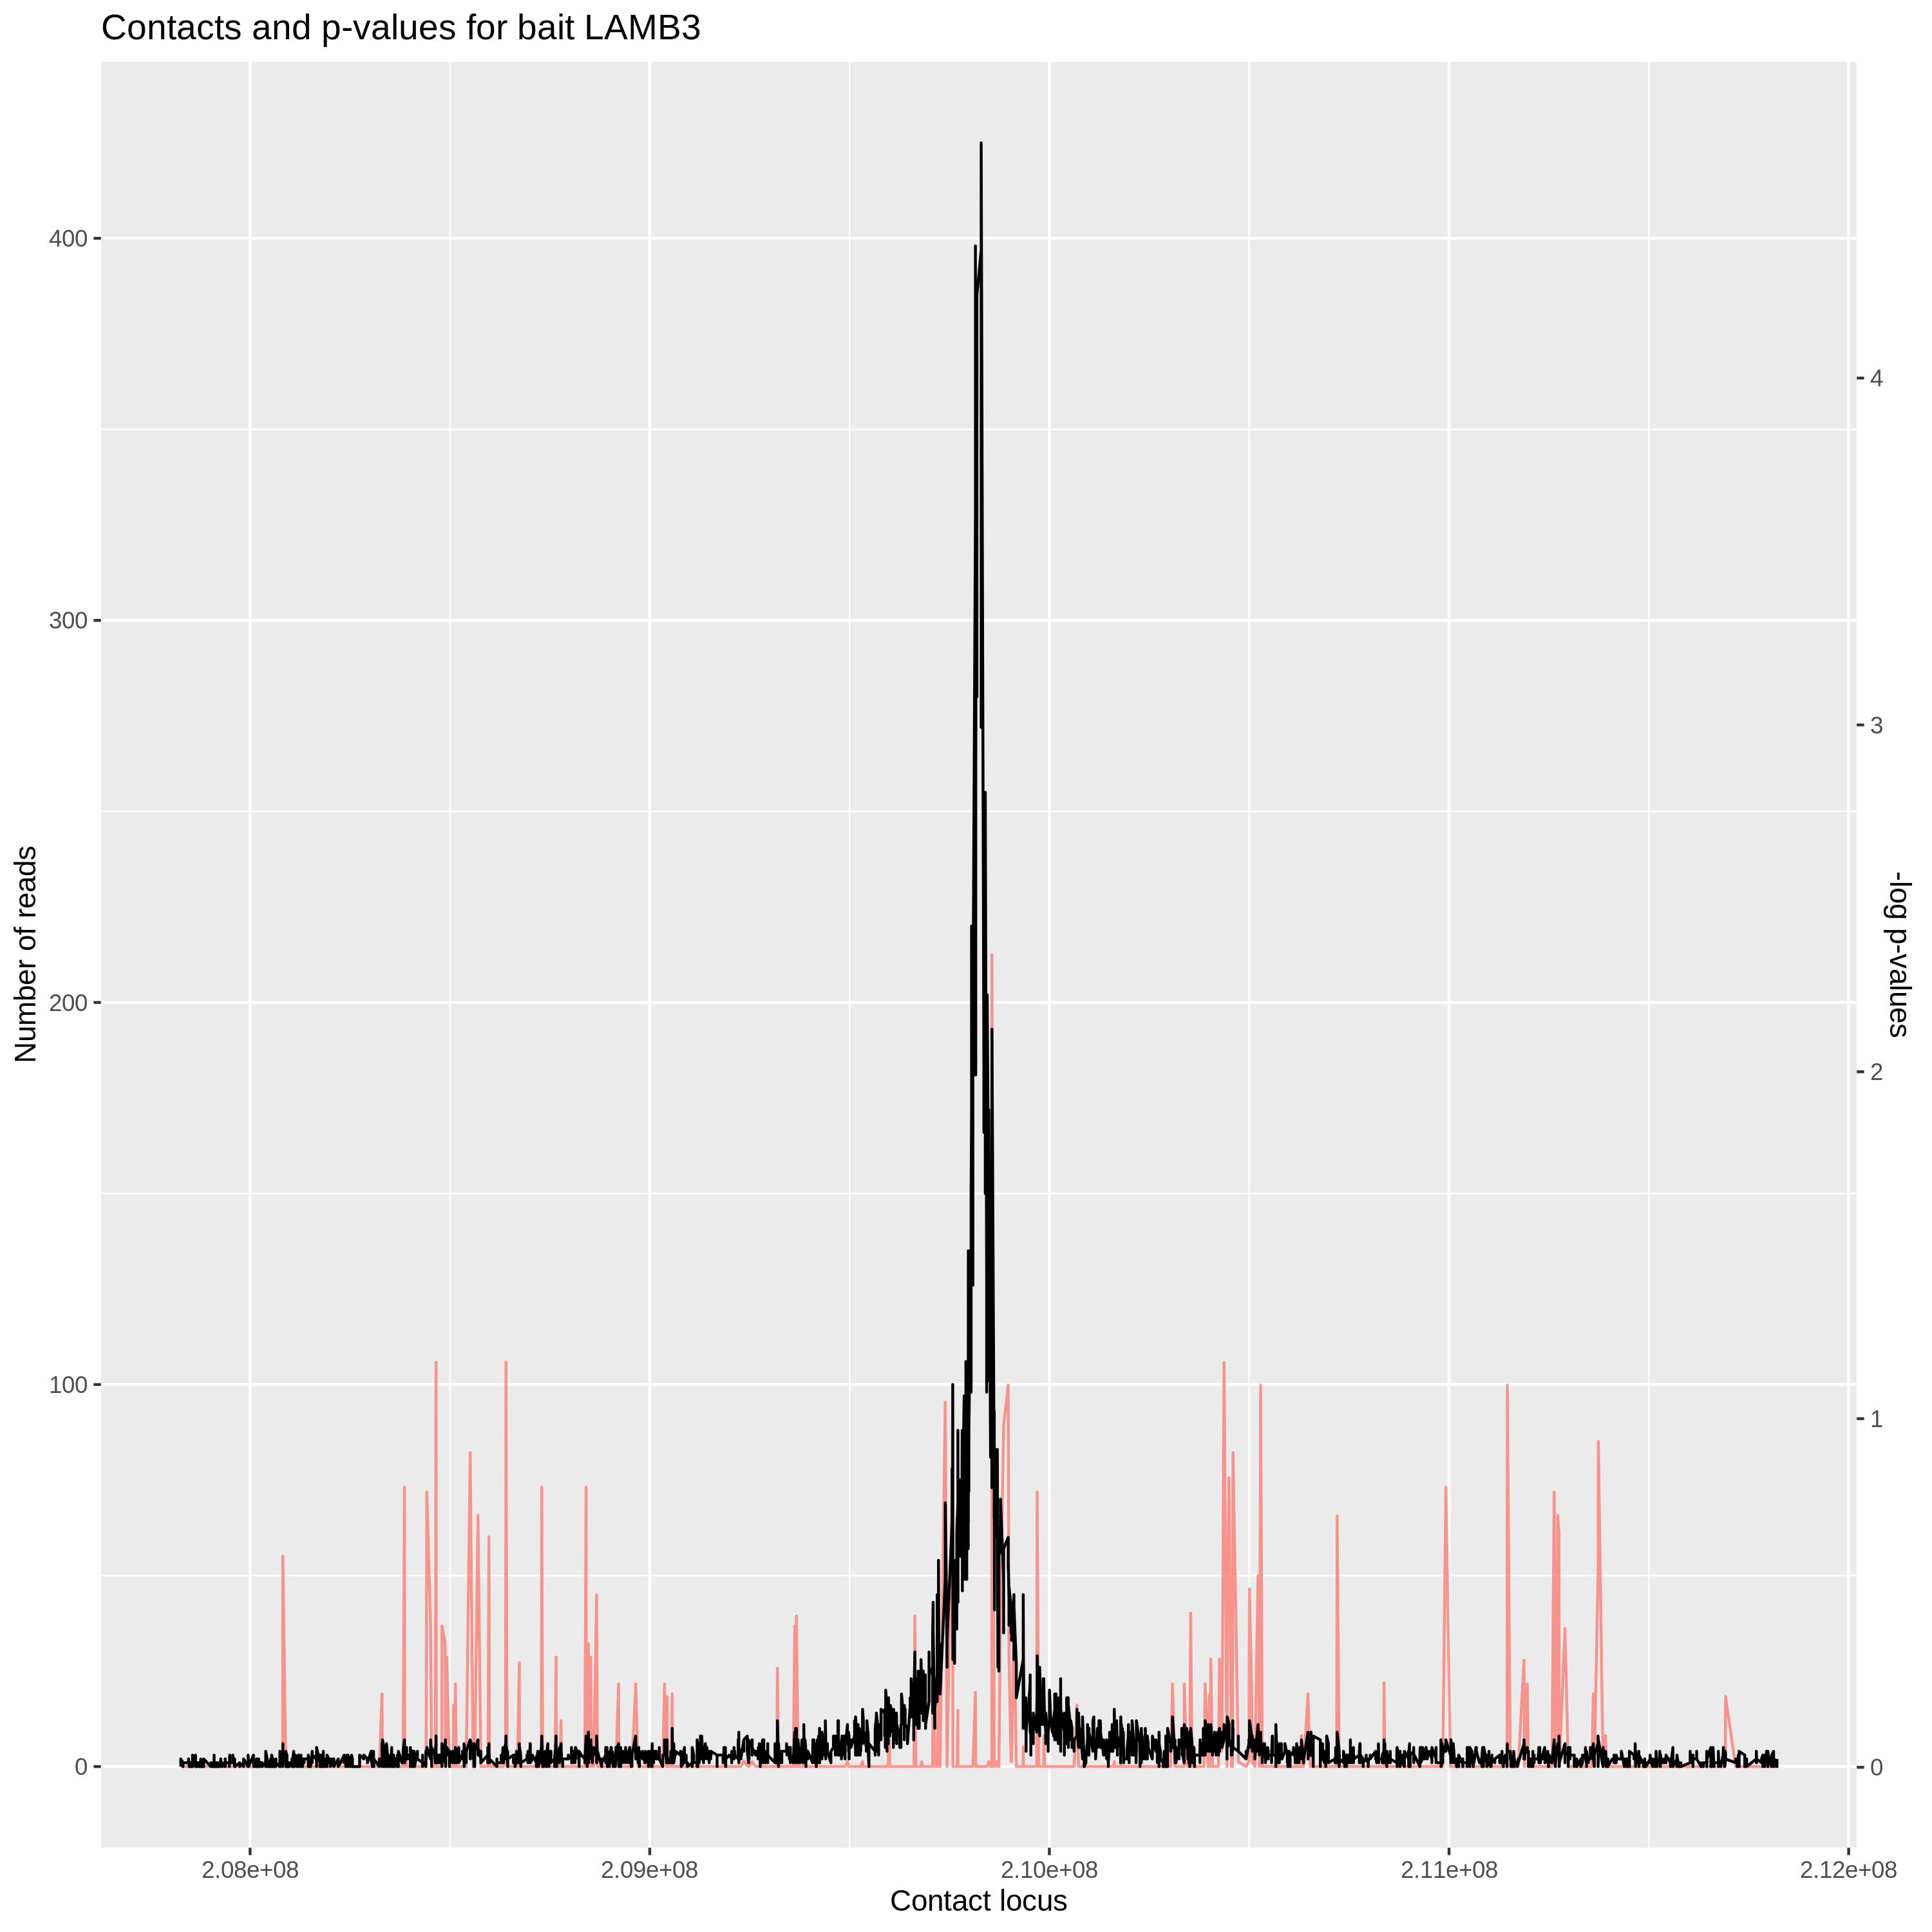 Contacts and p-values for bait LAMB3
400
300
200
100
0
Number of reads
4
3
2
1
0
-log p-values
2.08e+08 2.09e+08 2.10e+08 2.11e+08 2.12e+08
Contact locus